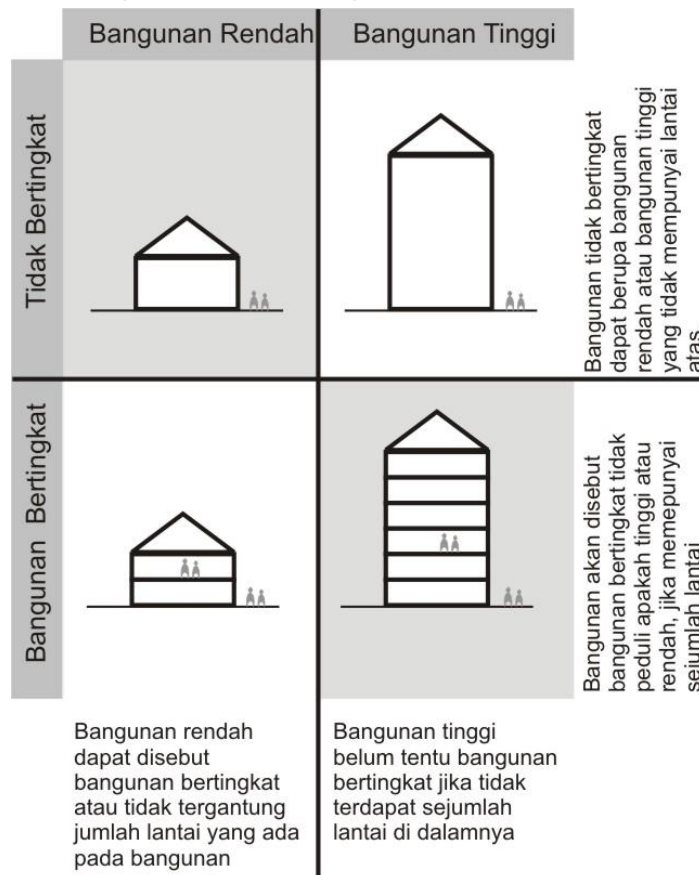 Bangunan Rendah
Bangunan Tinggi
Tidak Bertingkat
Bangunan tidak bertingkat
dapat berupa bangunan
rendah atau bangunan tinggi
yang tidak mempunyai lantai
atas
Bangunan Bertingkat
Bangunan akan disebut
bangunan bertingkat tidak
peduli apakah tinggi atau
rendah, jika memepunyai
sejumlah lantai
Bangunan rendah
dapat disebut
bangunan bertingkat
atau tidak tergantung
jumlah lantai yang ada
pada bangunan
Bangunan tinggi
belum tentu bangunan
bertingkat jika tidak
terdapat sejumlah
lantai di dalamnya